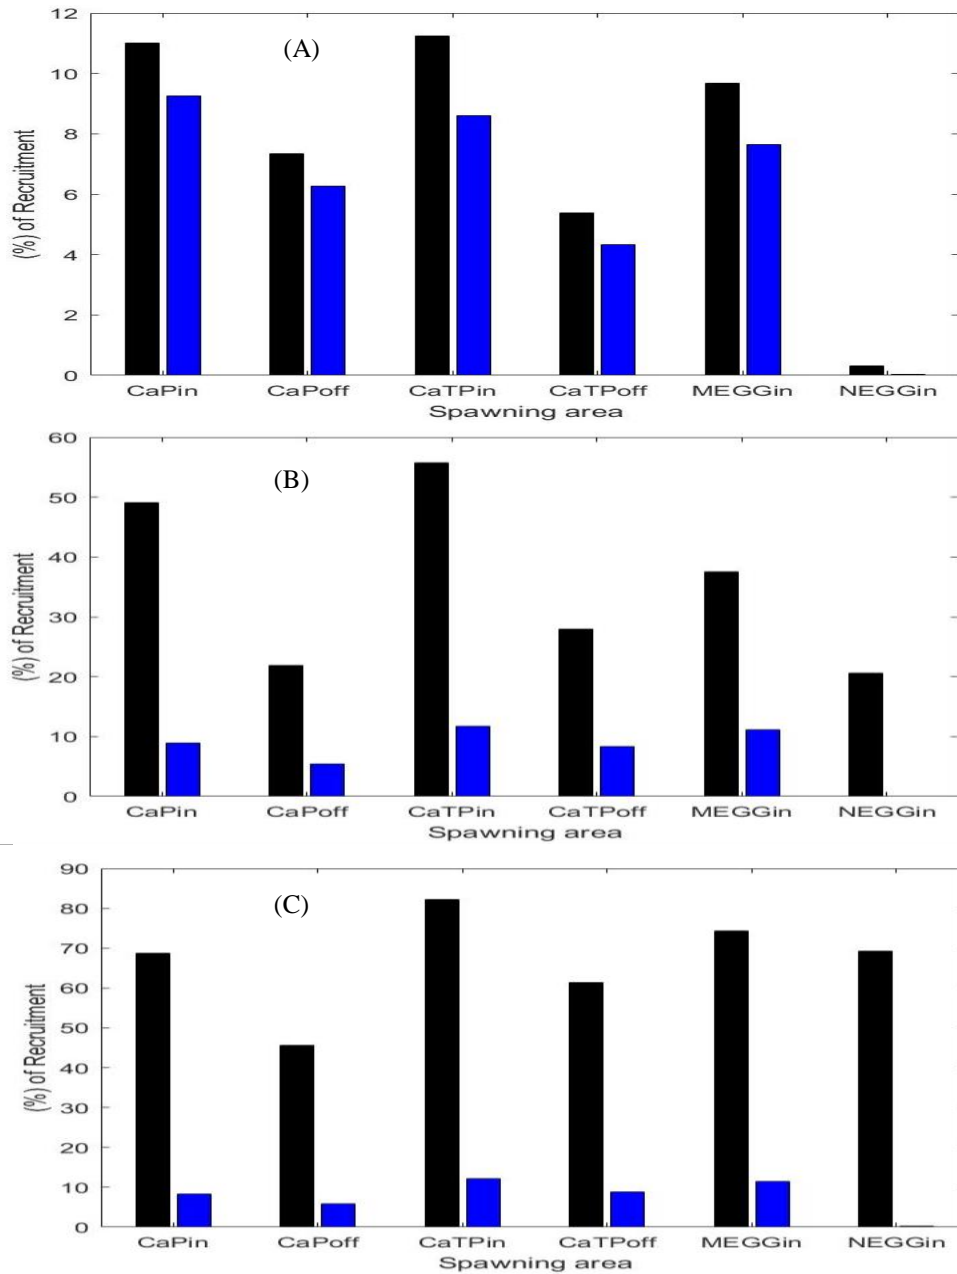 12
(A)
10
8
6
4
2
0
(%) of Recruitment
CaPin CaPoff CaTPin CaTPoff MEGGin NEGGin
Spawning area
60
(B)
50
40
30
20
10
0
(%) of Recruitment
CaPin CaPoff CaTPin CaTPoff MEGGin NEGGin
Spawning area
90
(C)
80
70
60
50
40
30
20
10
0
(%) of Recruitment
CaPin CaPoff CaTPin CaTPoff MEGGin NEGGin
Spawning area